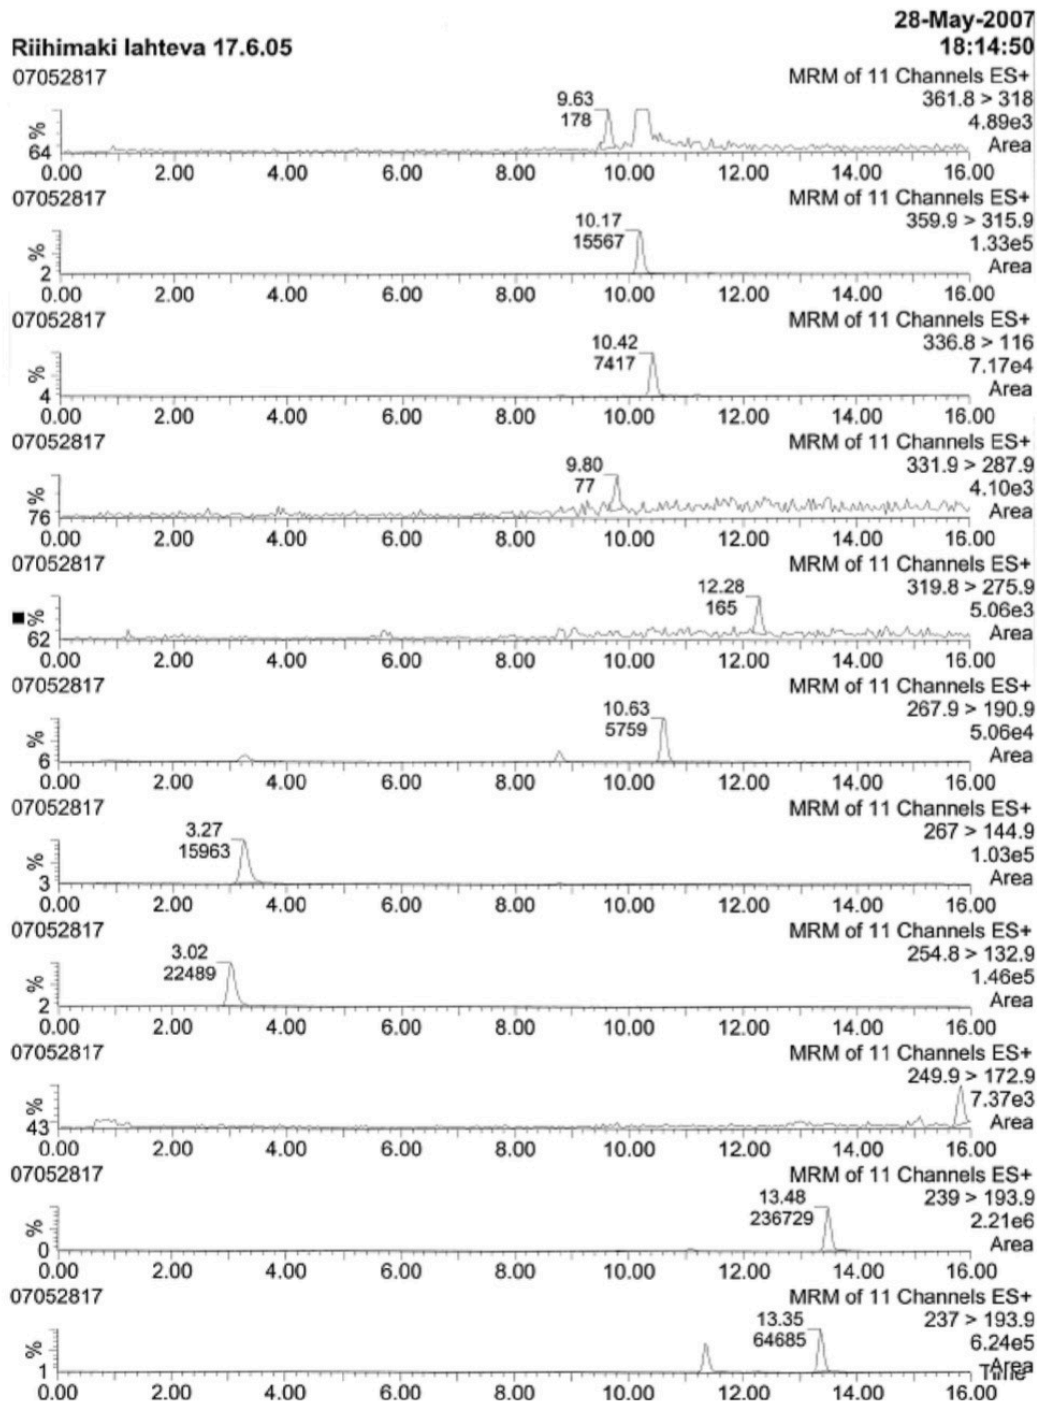 28-May-2007
Riihimaki lahteva 17.6.05 18:14:50
07052817 MRM of 11 Channels ES+
361.8 > 318
4.89e3
Area
9.63
178
%
64
0.00 2.00 4.00 6.00 8.00 10.00 12.00 14.00 16.00
07052817 MRM of 11 Channels ES+
359.9 > 315.9
1.33e5
Area
10.17
15567
%
2
0.00 2.00 4.00 6.00 8.00 10.00 12.00 14.00 16.00
07052817 MRM of 11 Channels ES+
336.8 > 116
7.17e4
Area
10.42
7417
%
4
0.00 2.00 4.00 6.00 8.00 10.00 12.00 14.00 16.00
07052817 MRM of 11 Channels ES+
331.9 > 287.9
4.10e3
Area
9.80
77
%
76
0.00 2.00 4.00 6.00 8.00 10.00 12.00 14.00 16.00
07052817 MRM of 11 Channels ES+
319.8 > 275.9
5.06e3
Area
12.28
165
%
62
0.00 2.00 4.00 6.00 8.00 10.00 12.00 14.00 16.00
07052817 MRM of 11 Channels ES+
267.9 > 190.9
5.06e4
Area
10.63
5759
%
6
0.00 2.00 4.00 6.00 8.00 10.00 12.00 14.00 16.00
07052817 MRM of 11 Channels ES+
267 > 144.9
1.03e5
Area
3.27
15963
%
3
0.00 2.00 4.00 6.00 8.00 10.00 12.00 14.00 16.00
07052817 MRM of 11 Channels ES+
254.8 > 132.9
1.46e5
Area
3.02
22489
%
2
0.00 2.00 4.00 6.00 8.00 10.00 12.00 14.00 16.00
07052817 MRM of 11 Channels ES+
249.9 > 172.9
7.37e3
Area
%
43
0.00 2.00 4.00 6.00 8.00 10.00 12.00 14.00 16.00
07052817 MRM of 11 Channels ES+
239 > 193.9
2.21e6
Area
13.48
236729
%
0
0.00 2.00 4.00 6.00 8.00 10.00 12.00 14.00 16.00
07052817 MRM of 11 Channels ES+
237 > 193.9
6.24e5
Area
13.35
64685
%
1
Time
0.00 2.00 4.00 6.00 8.00 10.00 12.00 14.00 16.00